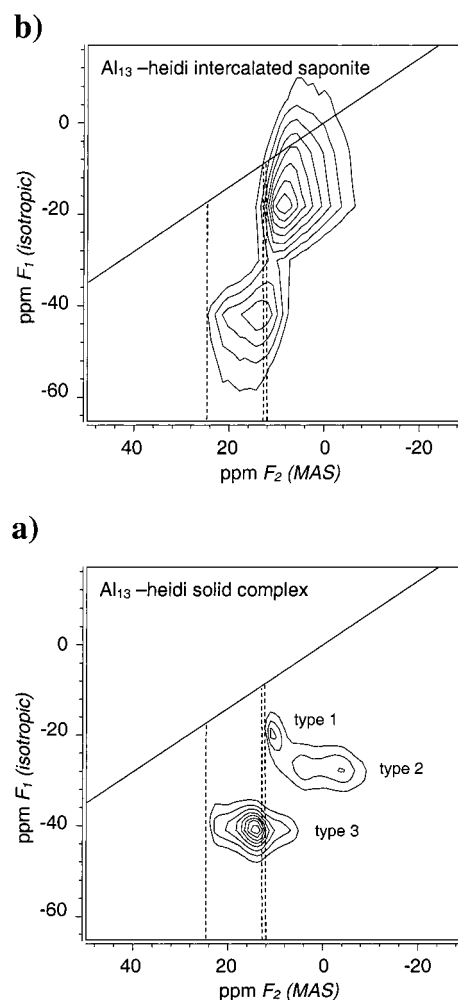 b)
Al13 –heidi intercalated saponite
0
-20
-40
-60
ppm F1 (isotropic)
40 20 0 -20
ppm F2 (MAS)
a)
Al13 –heidi solid complex
0
-20
-40
-60
ppm F1 (isotropic)
type 1
type 2
type 3
40 20 0 -20
ppm F2 (MAS)